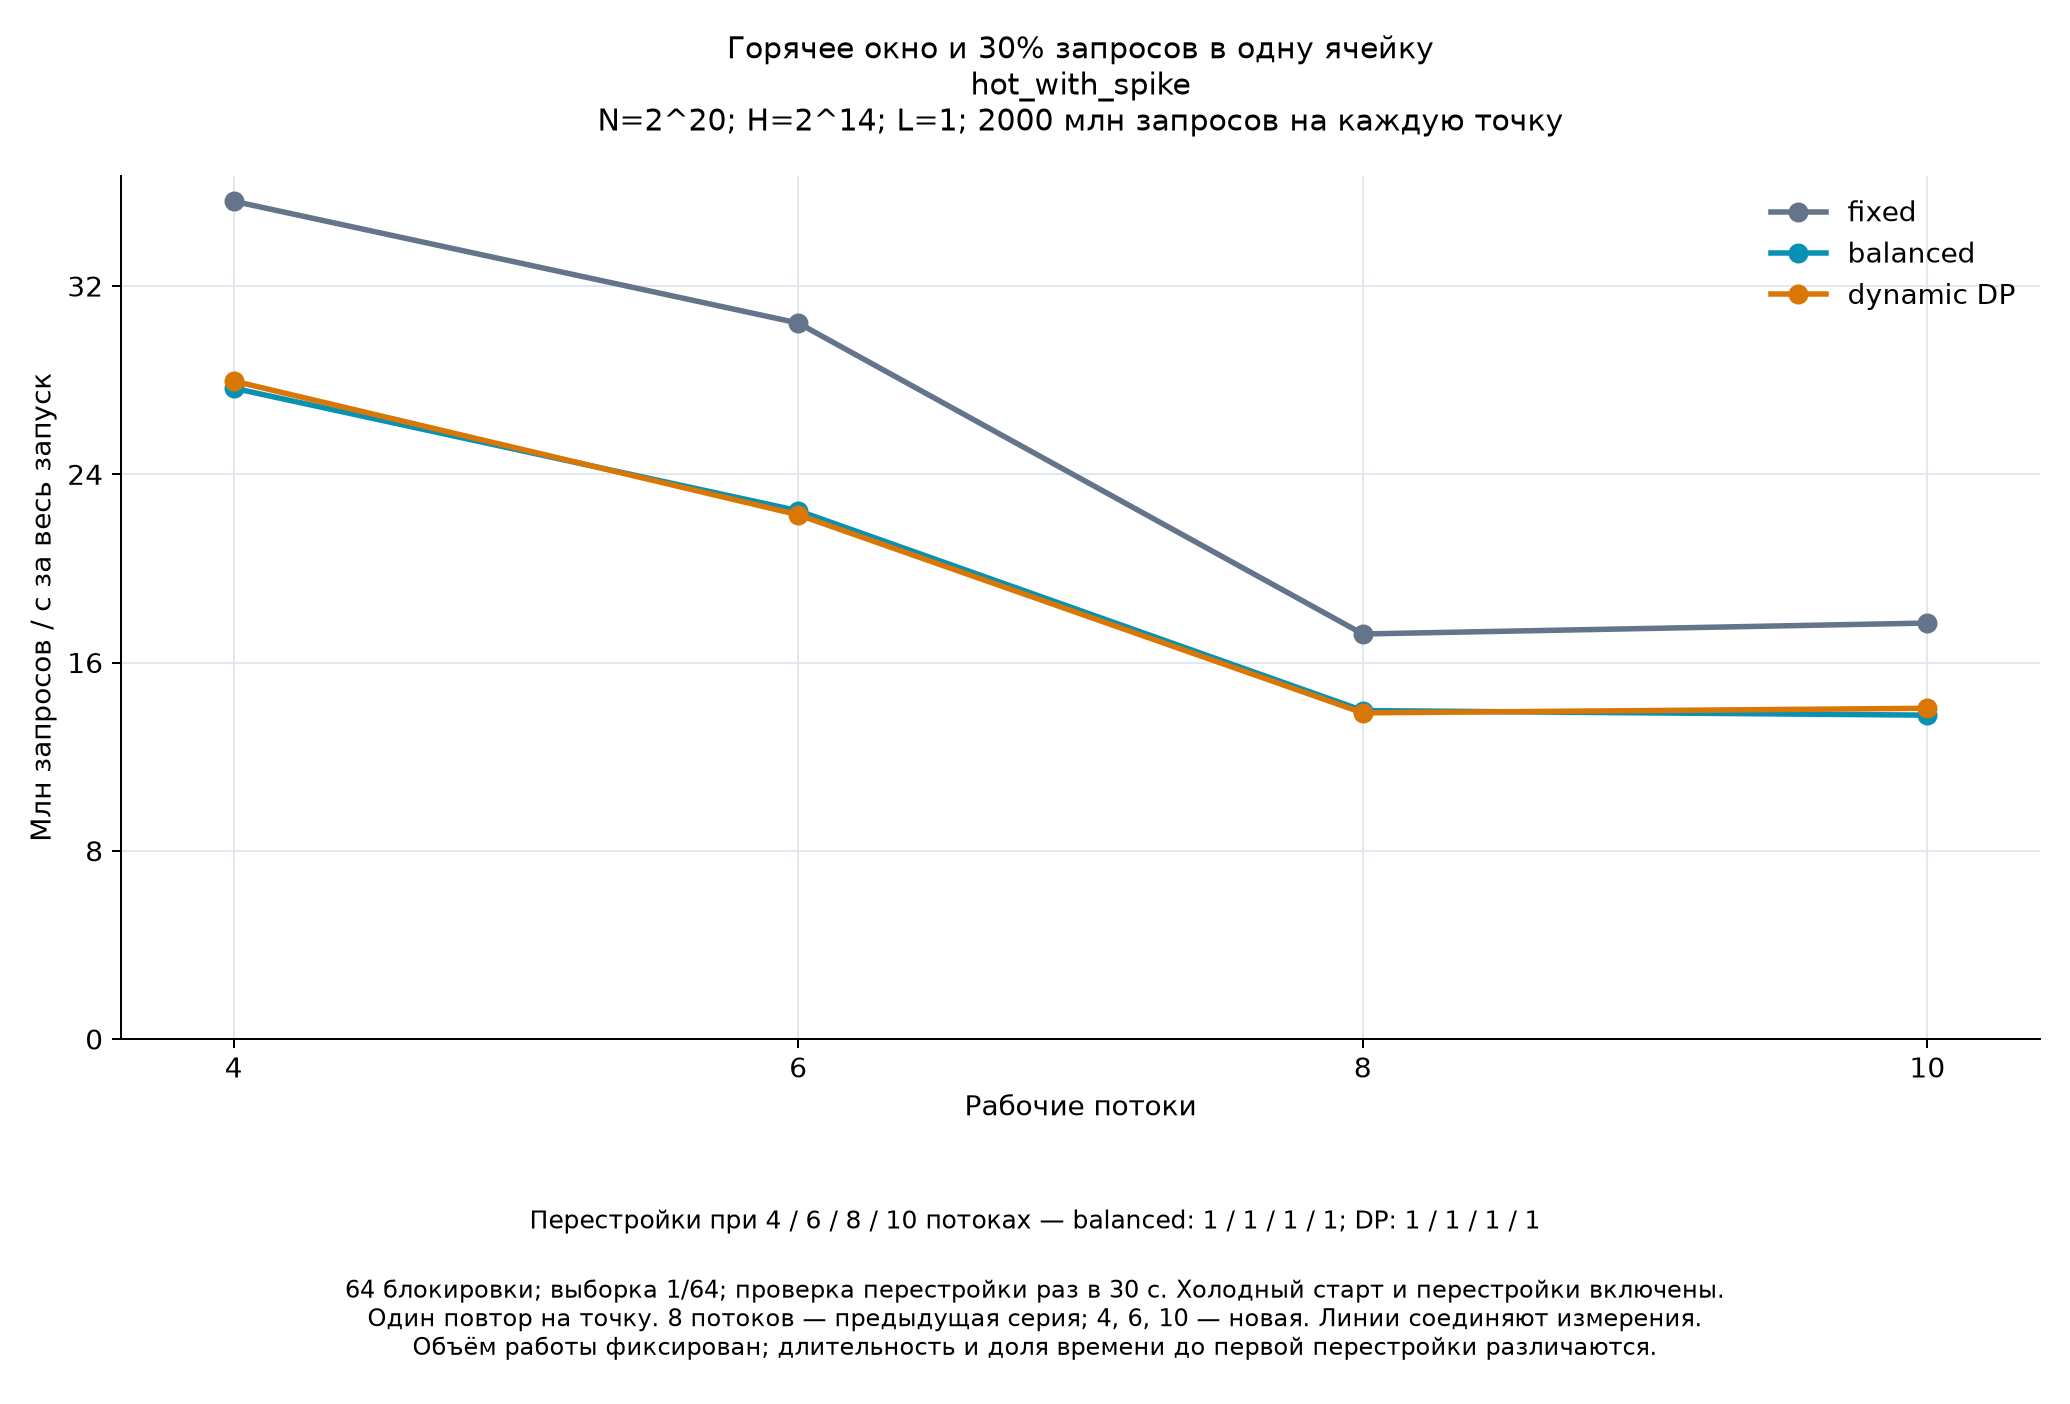 Горячее окно и 30% запросов в одну ячейку
hot_with_spike
N=2^20; H=2^14; L=1; 2000 млн запросов на каждую точку
fixed
balanced
dynamic DP
Млн запросов / с за весь запуск
32
24
16
8
0
4
6
8
10
Рабочие потоки
Перестройки при 4 / 6 / 8 / 10 потоках — balanced: 1 / 1 / 1 / 1; DP: 1 / 1 / 1 / 1
64 блокировки; выборка 1/64; проверка перестройки раз в 30 с. Холодный старт и перестройки включены.
Один повтор на точку. 8 потоков — предыдущая серия; 4, 6, 10 — новая. Линии соединяют измерения.
Объём работы фиксирован; длительность и доля времени до первой перестройки различаются.